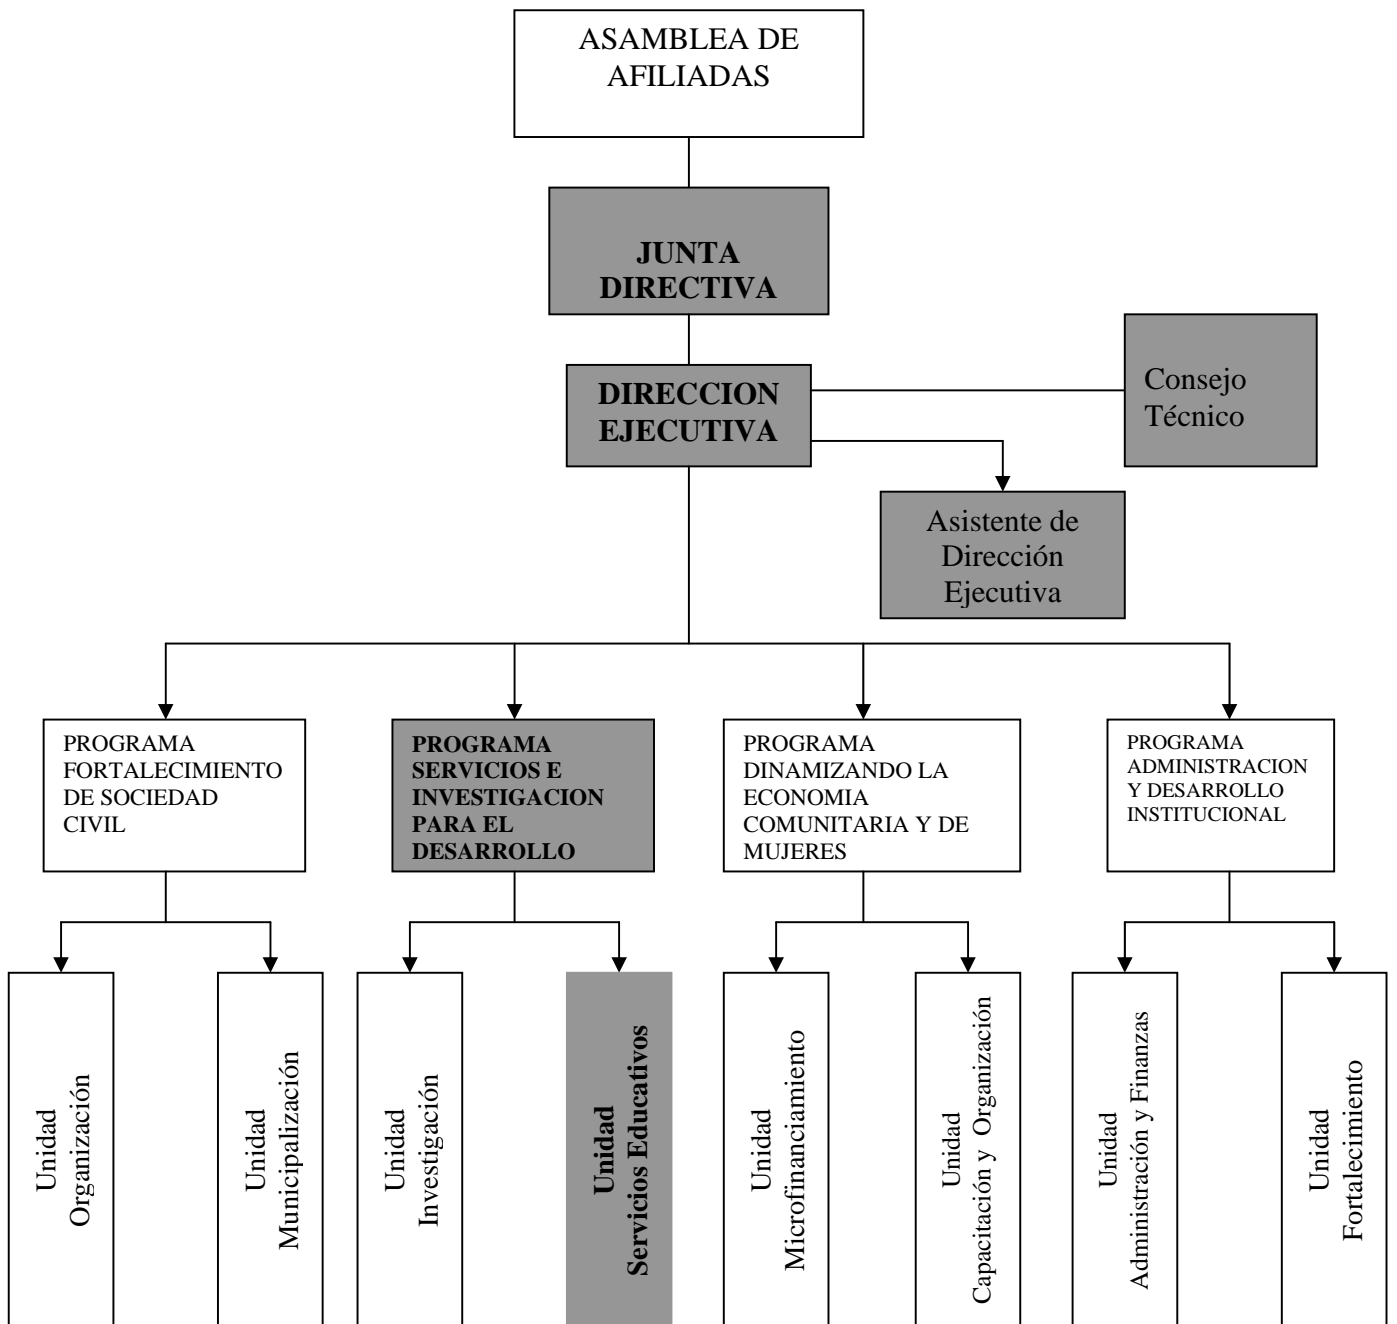 ASAMBLEA DE
AFILIADAS
JUNTA
DIRECTIVA
DIRECCION
EJECUTIVA
Consejo
Técnico
Asistente de
Dirección
Ejecutiva
PROGRAMA
FORTALECIMIENTO
DE SOCIEDAD
CIVIL
PROGRAMA
SERVICIOS E
INVESTIGACION
PARA EL
DESARROLLO
PROGRAMA
DINAMIZANDO LA
ECONOMIA
COMUNITARIA Y DE
MUJERES
PROGRAMA
ADMINISTRACION
Y DESARROLLO
INSTITUCIONAL
Unidad
Organización
Unidad
Municipalización
Unidad
Investigación
Unidad
Servicios Educativos
Unidad
Microfinanciamiento
Unidad
Capacitación y Organización
Unidad
Administración y Finanzas
Unidad
Fortalecimiento